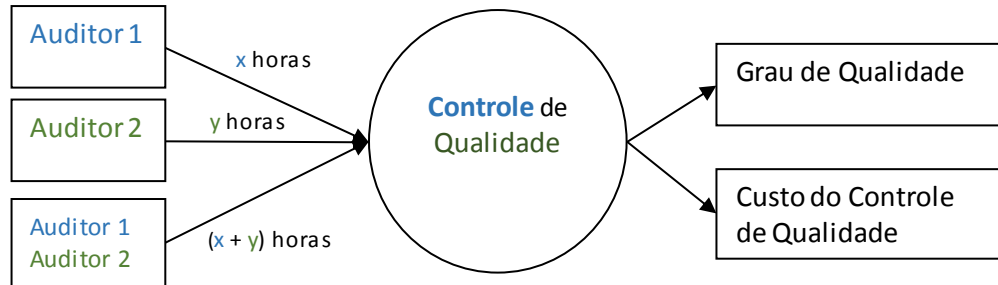 Auditor 1
x horas
Auditor 2
y horas
Auditor 1
Auditor 2
(x + y) horas
Controle de
Qualidade
Grau de Qualidade
Custo do Controle
de Qualidade